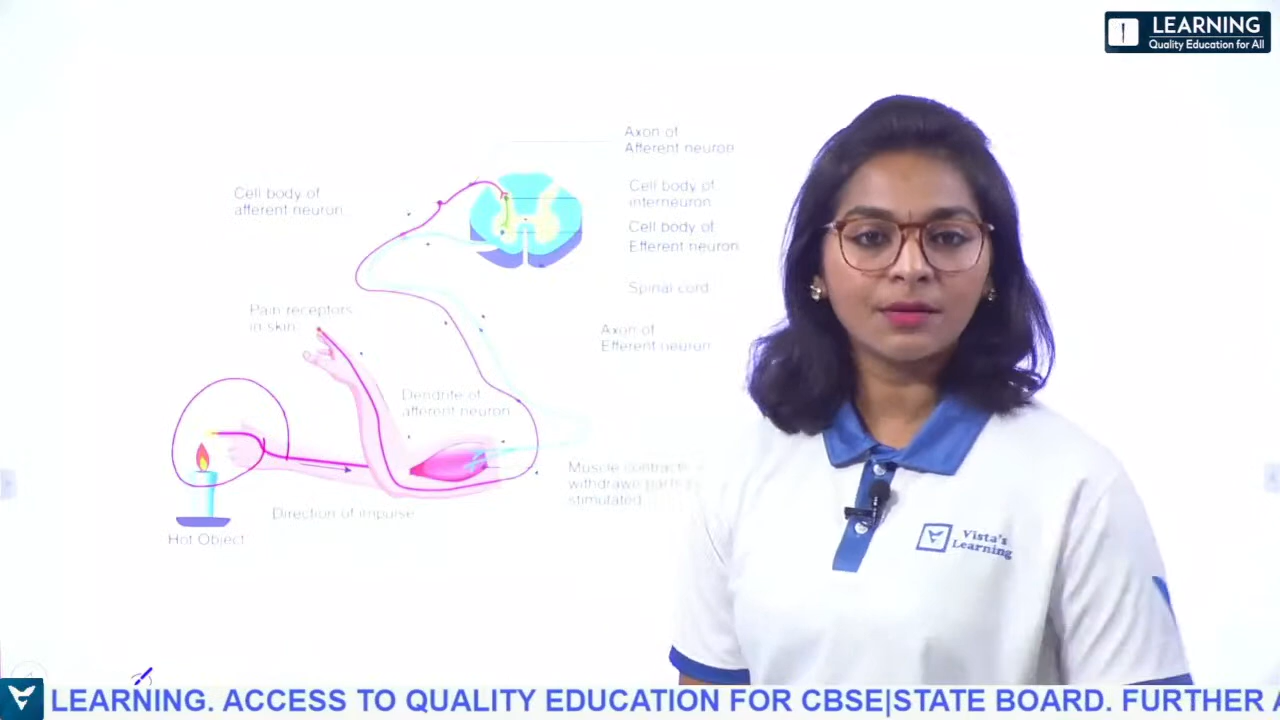 LEARNING
Quality Education for All
Axon of
Afferent neuron
Cell body of
afferent neuron
Cell body of
interneuron
Cell body of
Efferent neuron
Spinal cord
Pain receptors
in skin
Axon of
Efferent neuron
Dendrite of
afferent neuron
Muscle contracts
withdraws part
stimulated
Direction of impulse
Hot Object
Vista's
Learning
LEARNING. ACCESS TO QUALITY EDUCATION FOR CBSE|STATE BOARD. FURTHER A